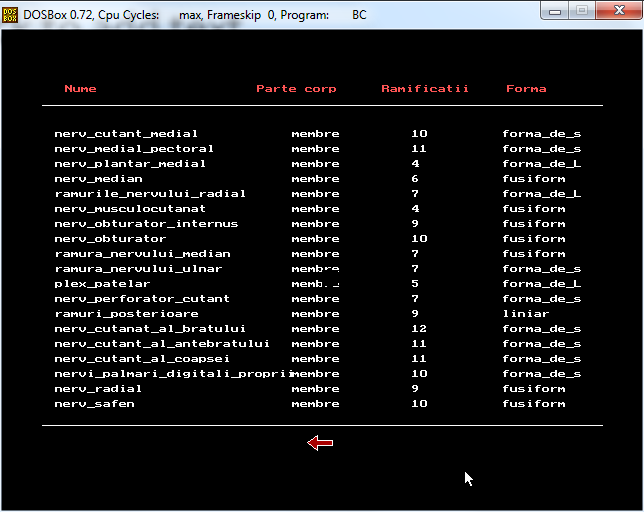 DOS BOX DOSBox 0.72, Cpu Cycles: max, Frameskip 0, Program: BC
Nume Parte corp Ramificatii Forma
nerv_cutant_medial membre 10 forma_de_s
nerv_medial_pectoral membre 11 forma_de_s
nerv_plantar_medial membre 4 forma_de_L
nerv_median membre 6 fusiform
ramurile_nervului_radial membre 7 forma_de_L
nerv_musculocutanat membre 4 fusiform
nerv_obturator_internus membre 9 fusiform
nerv_obturator membre 10 fusiform
ramura_nervului_median membre 7 fusiform
ramura_nervului_ulnar membre 7 forma_de_s
plex_patelar 5 forma_de_L
nerv_perforator_cutant membre 7 forma_de_s
ramuri_posterioare membre 9 liniar
nerv_cutanat_al_bratului membre 12 forma_de_s
nerv_cutant_al_antebratului membre 11 forma_de_s
nerv_cutant_al_coapsei membre 11 forma_de_s
nervi_palmari_digitali_proprii membre 10 forma_de_s
nerv_radial membre 9 fusiform
nerv_safen membre 10 fusiform